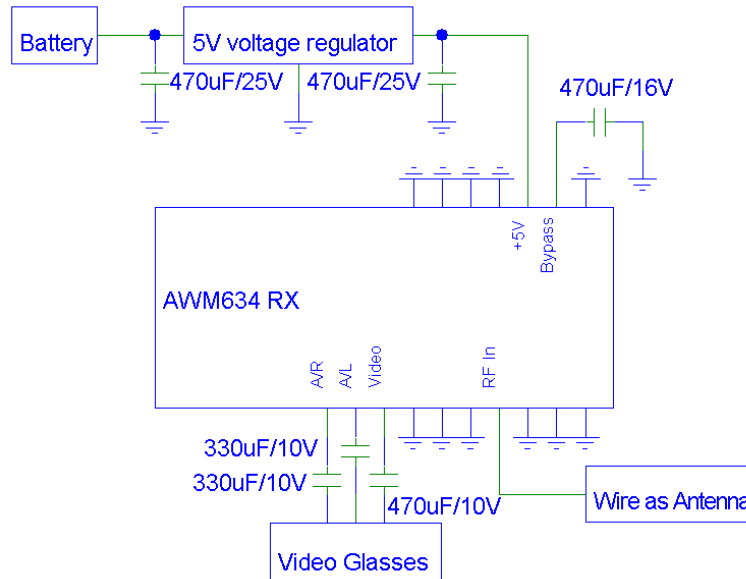 Battery
5V voltage regulator
470uF/25V
470uF/25V
470uF/16V
+5V
Bypass
AWM634 RX
A/R
A/L
Video
RF In
330uF/10V
330uF/10V
470uF/10V
Wire as Antenna
Video Glasses